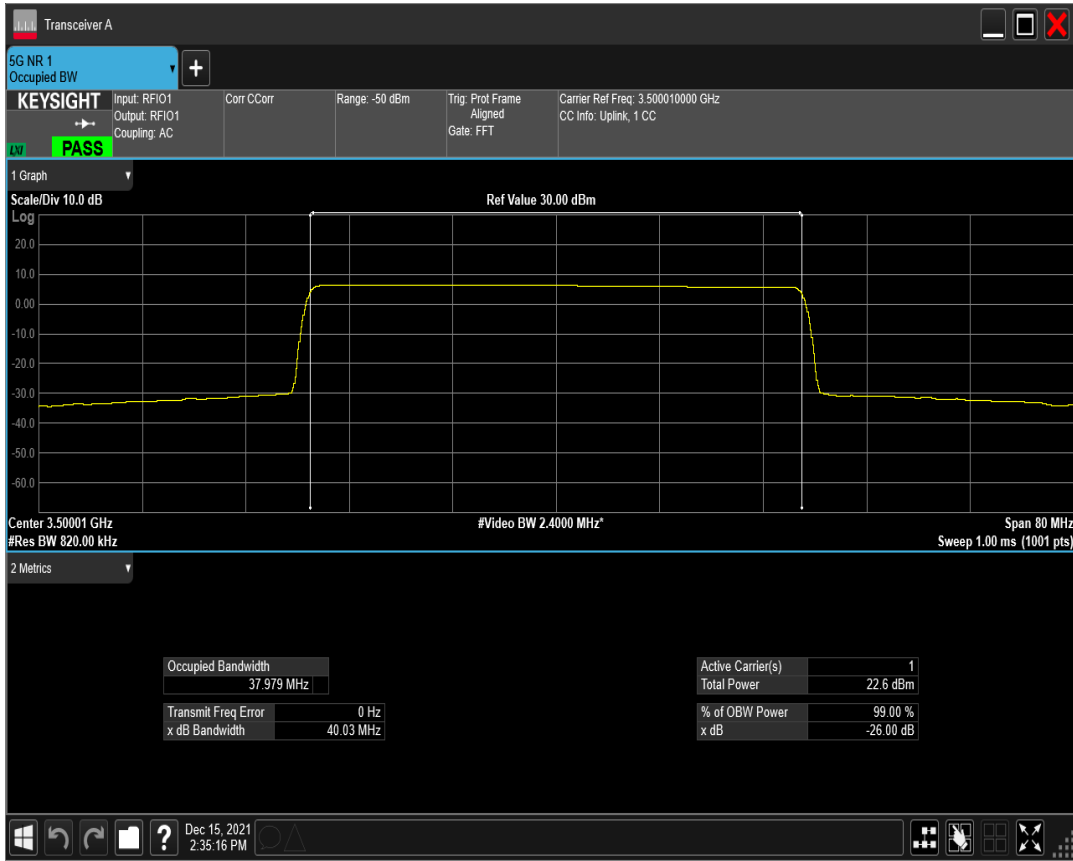 Transceiver A
5G NR 1
Occupied BW
+
KEYSIGHT
LXI
PASS
Input: RFIO1
Output: RFIO1
Coupling: AC
Corr CCorr
Range: -50 dBm
Trig: Prot Frame
Aligned
Gate: FFT
Carrier Ref Freq: 3.500010000 GHz
CC Info: Uplink, 1 CC
1 Graph
Scale/Div 10.0 dB
Ref Value 30.00 dBm
Log
20.0
10.0
0.00
-10.0
-20.0
-30.0
-40.0
-50.0
-60.0
Center 3.50001 GHz
#Video BW 2.4000 MHz*
Span 80 MHz
#Res BW 820.00 kHz
Sweep 1.00 ms (1001 pts)
2 Metrics
Occupied Bandwidth
37.979 MHz
Transmit Freq Error 0 Hz
x dB Bandwidth 40.03 MHz
Active Carrier(s) 1
Total Power 22.6 dBm
% of OBW Power 99.00 %
x dB -26.00 dB
?
Dec 15, 2021
2:35:16 PM